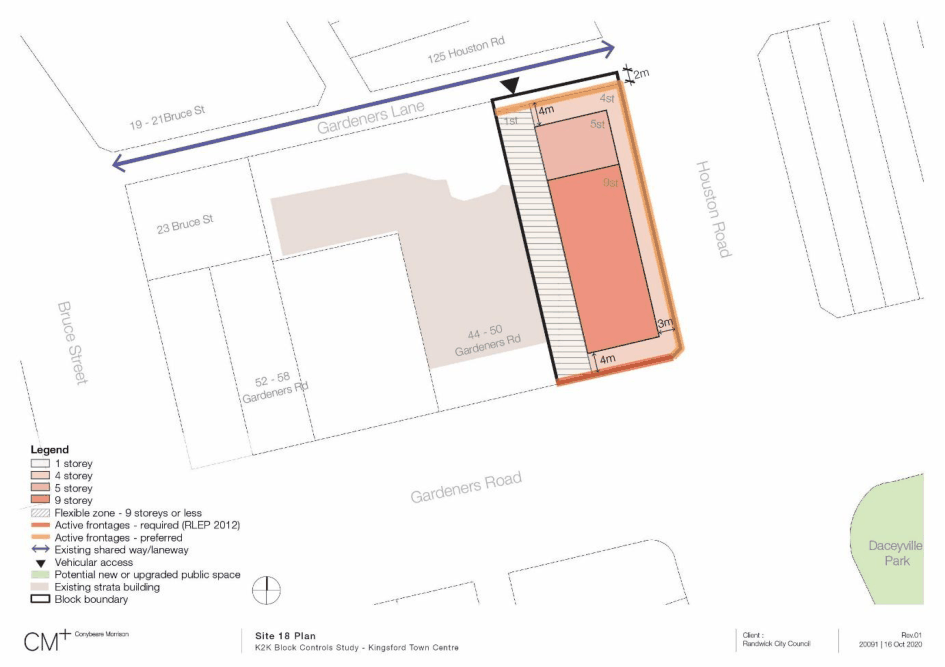 125 Houston Rd
2m
19 - 21Bruce St
Gardeners Lane
4st
4m
1st
5st
Houston Road
9st
23 Bruce St
Bruce Street
44 - 50
Gardeners Rd
3m
4m
52 - 58
Gardeners Rd
Gardeners Road
Daceyville
Park
Legend
1 storey
4 storey
5 storey
9 storey
Flexible zone - 9 storeys or less
Active frontages - required (RLEP 2012)
Active frontages - preferred
Existing shared way/laneway
Vehicular access
Potential new or upgraded public space
Existing strata building
Block boundary
CM+ Conybeare Morrison
Site 18 Plan
K2K Block Controls Study - Kingsford Town Centre
Client :
Randwick City Council
Rev.01
20091 | 16 Oct 2020